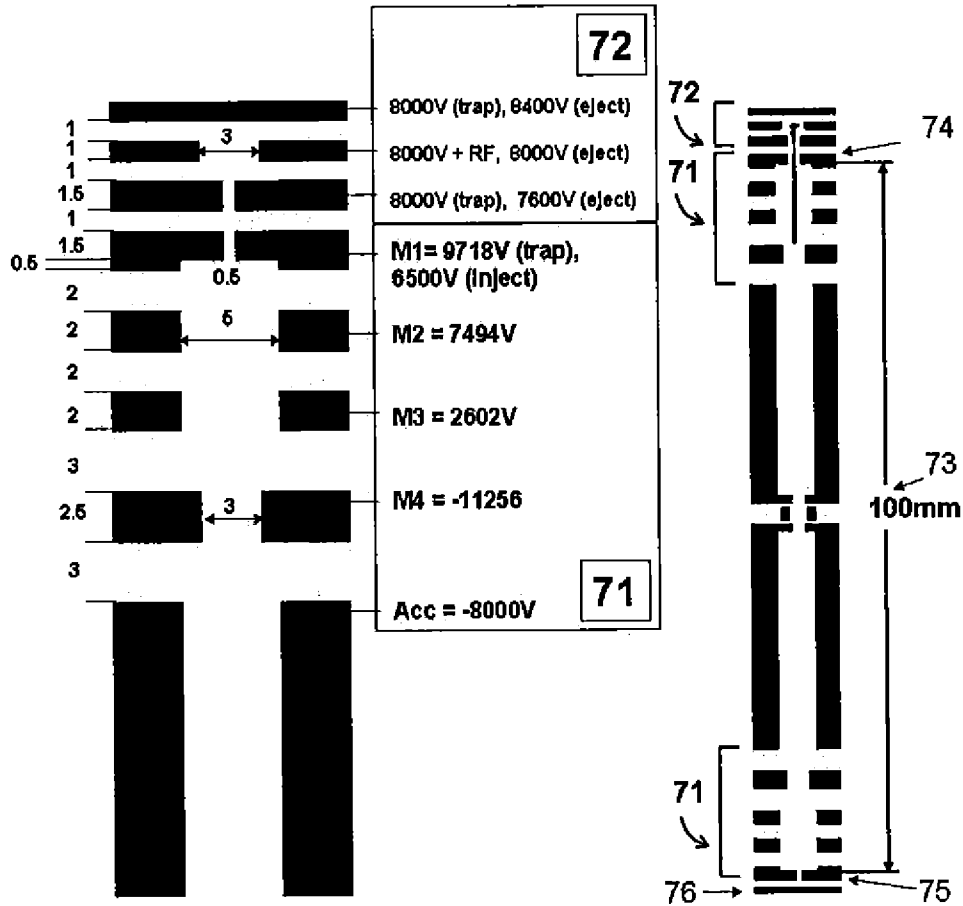 72
8000V (trap), 8400V (eject)
8000V + RF, 8000V (eject)
8000V (trap), 7600V (eject)
M1= 9718V (trap),
6500V (inject)
M2 = 7494V
M3 = 2602V
M4 = -11256
71
Acc = -8000V
1
1
3
1
1.5
1
1.5
0.5
0.5
2
2
6
2
2
3
2.5
3
3
72
74
71
73
100mm
71
76
75